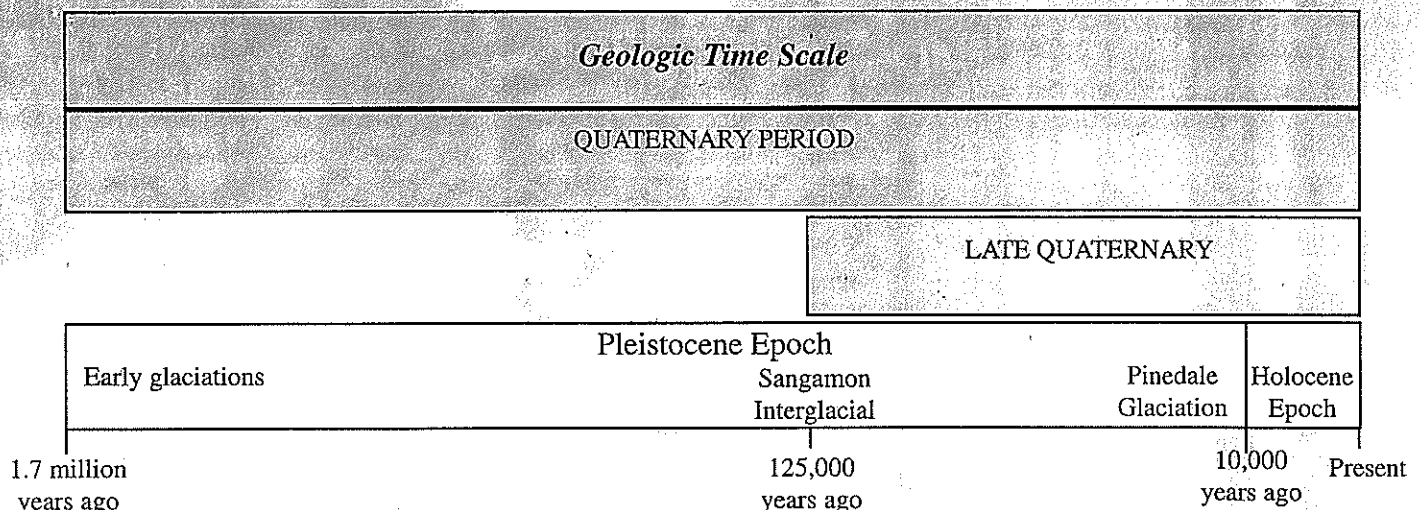 Geologic Time Scale
QUATERNARY PERIOD
LATE QUATERNARY
Pleistocene Epoch
Early glaciations
Sangamon
Interglacial
Pinedale
Glaciation
Holocene
Epoch
1.7 million
years ago
125,000
years ago
10,000
years ago
Present